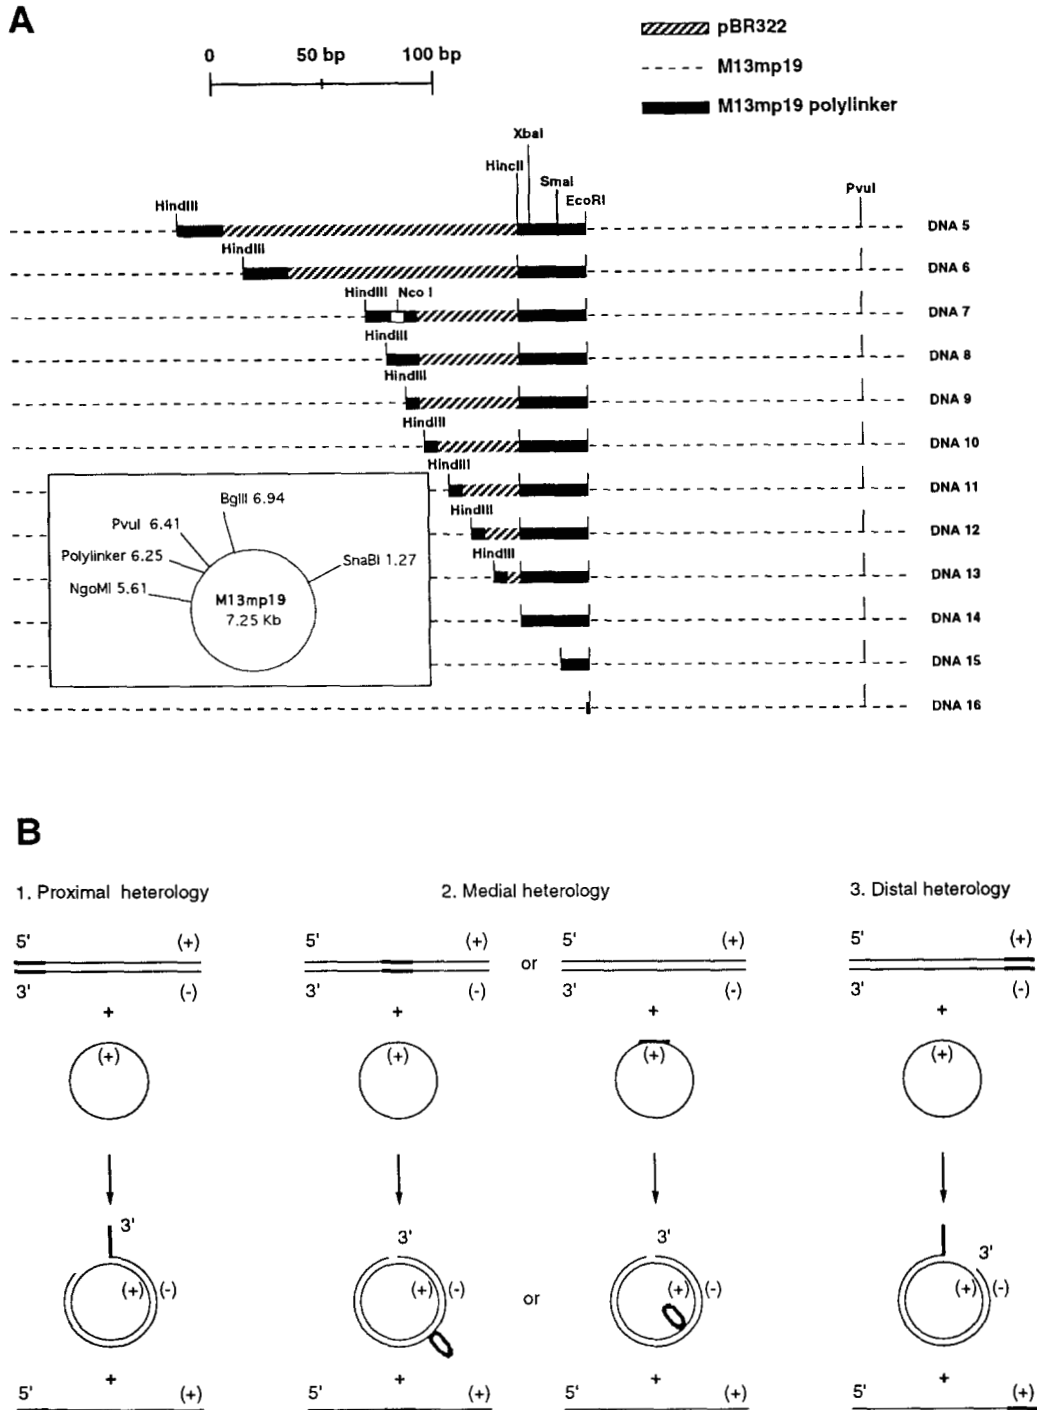 A
0 50 bp 100 bp
pBR322
M13mp19
M13mp19 polylinker
XbaI
HincII
SmaI
EcoRI
PvuI
HindIII
DNA 5
HindIII
DNA 6
HindIII Nco I
DNA 7
HindIII
DNA 8
HindIII
DNA 9
HindIII
DNA 10
HindIII
DNA 11
HindIII
DNA 12
HindIII
DNA 13
DNA 14
DNA 15
DNA 16
BglII 6.94
PvuI 6.41
Polylinker 6.25
SnaBI 1.27
NgoMI 5.61
M13mp19
7.25 Kb
B
1. Proximal heterology 2. Medial heterology 3. Distal heterology
5' (+) 5' (+) or 5' (+) 5' (+)
3' (-) 3' (-) 3' (-) 3' (-)
+ + + +
(+) (+) (+) (+)
3' 3' 3' 3'
(+) (-) (+) (-) or (+) (-) (+) (-)
+ + + +
5' (+) 5' (+) 5' (+) 5' (+)